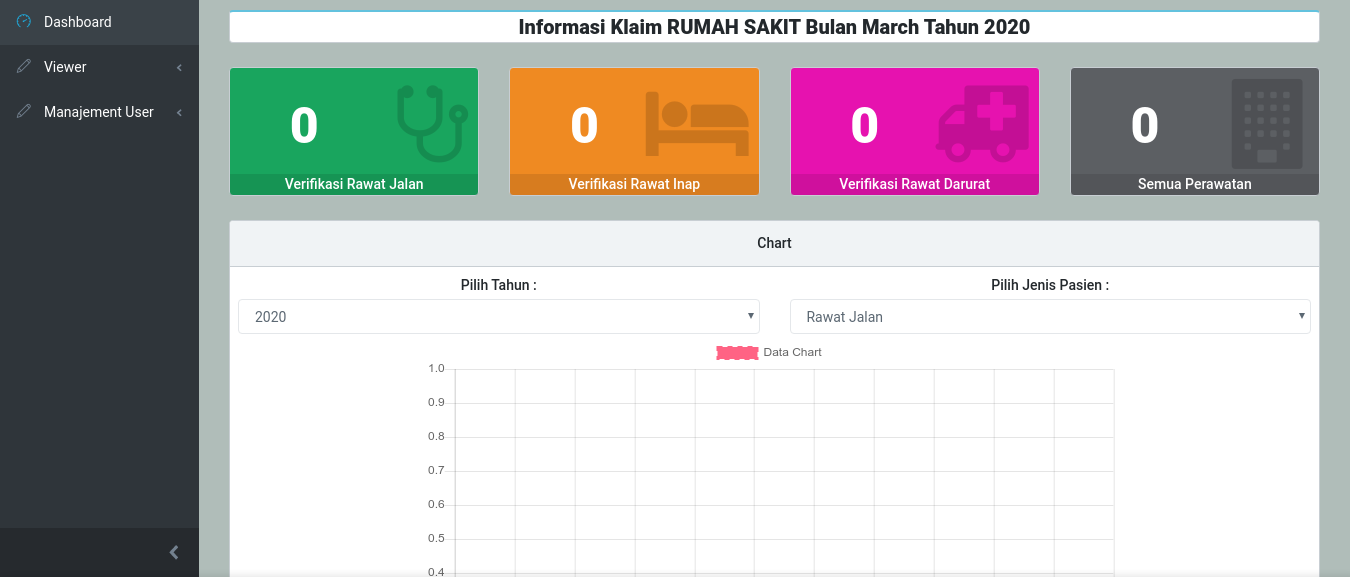 Dashboard
Viewer
Manajement User
Informasi Klaim RUMAH SAKIT Bulan March Tahun 2020
0
Verifikasi Rawat Jalan
0
Verifikasi Rawat Inap
0
Verifikasi Rawat Darurat
0
Semua Perawatan
Chart
Pilih Tahun :
2020
Pilih Jenis Pasien :
Rawat Jalan
Data Chart
1.0
0.9
0.8
0.7
0.6
0.5
0.4